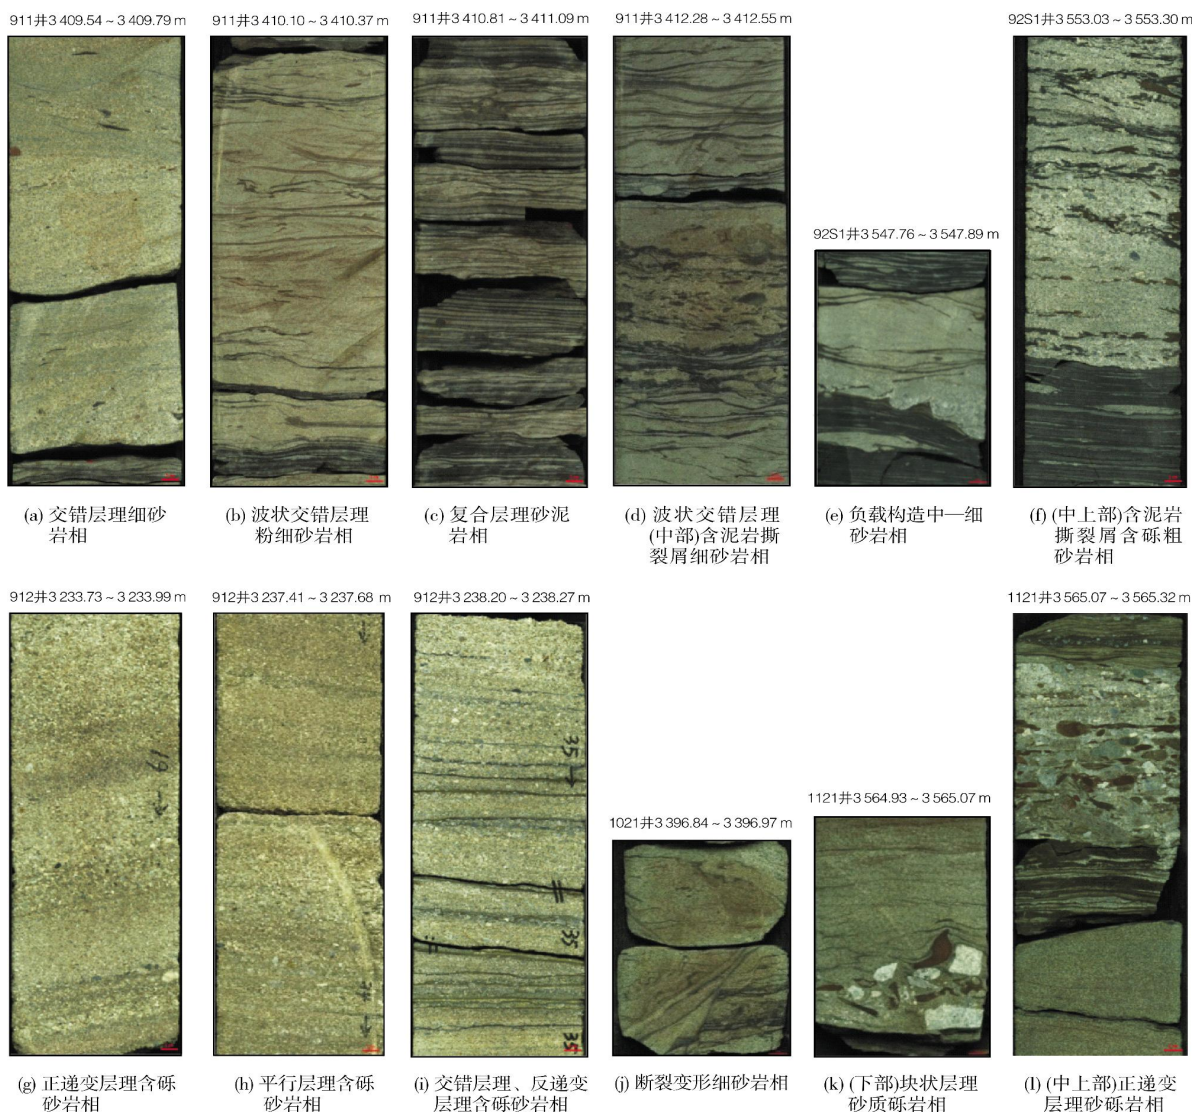 911井3 409.54~3 409.79 m
911井3 410.10~3 410.37 m
911井3 410.81~3 411.09 m
911井3 412.28~3 412.55 m
92S1井3 553.03~3 553.30 m
92S1井3 547.76~3 547.89 m
(a) 交错层理细砂
岩相
(b) 波状交错层理
粉细砂岩相
(c) 复合层理砂泥
岩相
(d) 波状交错层理
(中部)含泥岩撕
裂屑细砂岩相
(e) 负载构造中—细
砂岩相
(f) (中上部)含泥岩
撕裂屑含砾粗
砂岩相
912井3 233.73~3 233.99 m
912井3 237.41~3 237.68 m
912井3 238.20~3 238.27 m
1021井3 396.84~3 396.97 m
1121井3 564.93~3 565.07 m
1121井3 565.07~3 565.32 m
19
35
35
35
(g) 正递变层理含砾
砂岩相
(h) 平行层理含砾
砂岩相
(i) 交错层理、反递变
层理含砾砂岩相
(j) 断裂变形细砂岩相
(k) (下部)块状层理
砂质砾岩相
(l) (中上部)正递变
层理砂砾岩相